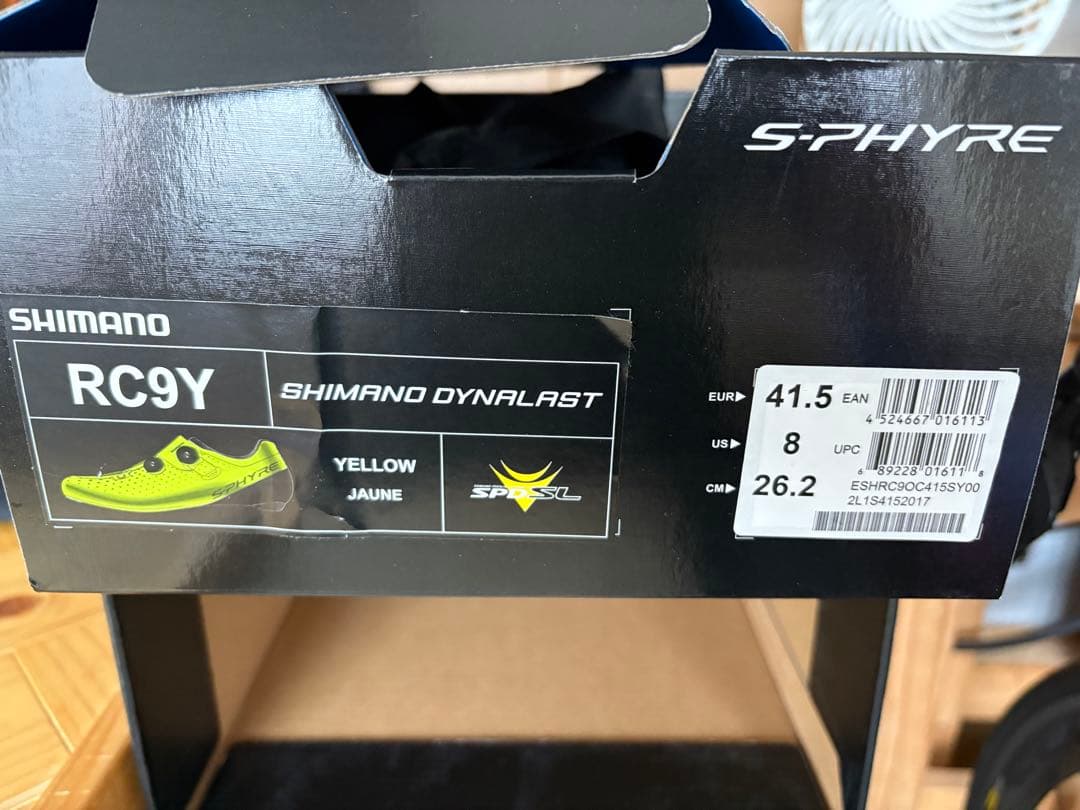 S-PHYRE
SHIMANO
RC9Y
SHIMANO DYNALAST
S-PHYRE
YELLOW
JAUNE
SPD-SL
EUR▶ 41.5
US▶ 8
CM▶ 26.2
EAN
4 524667 016113
UPC
6 89228 01611 8
ESHRC9OC415SY00
2L1S4152017